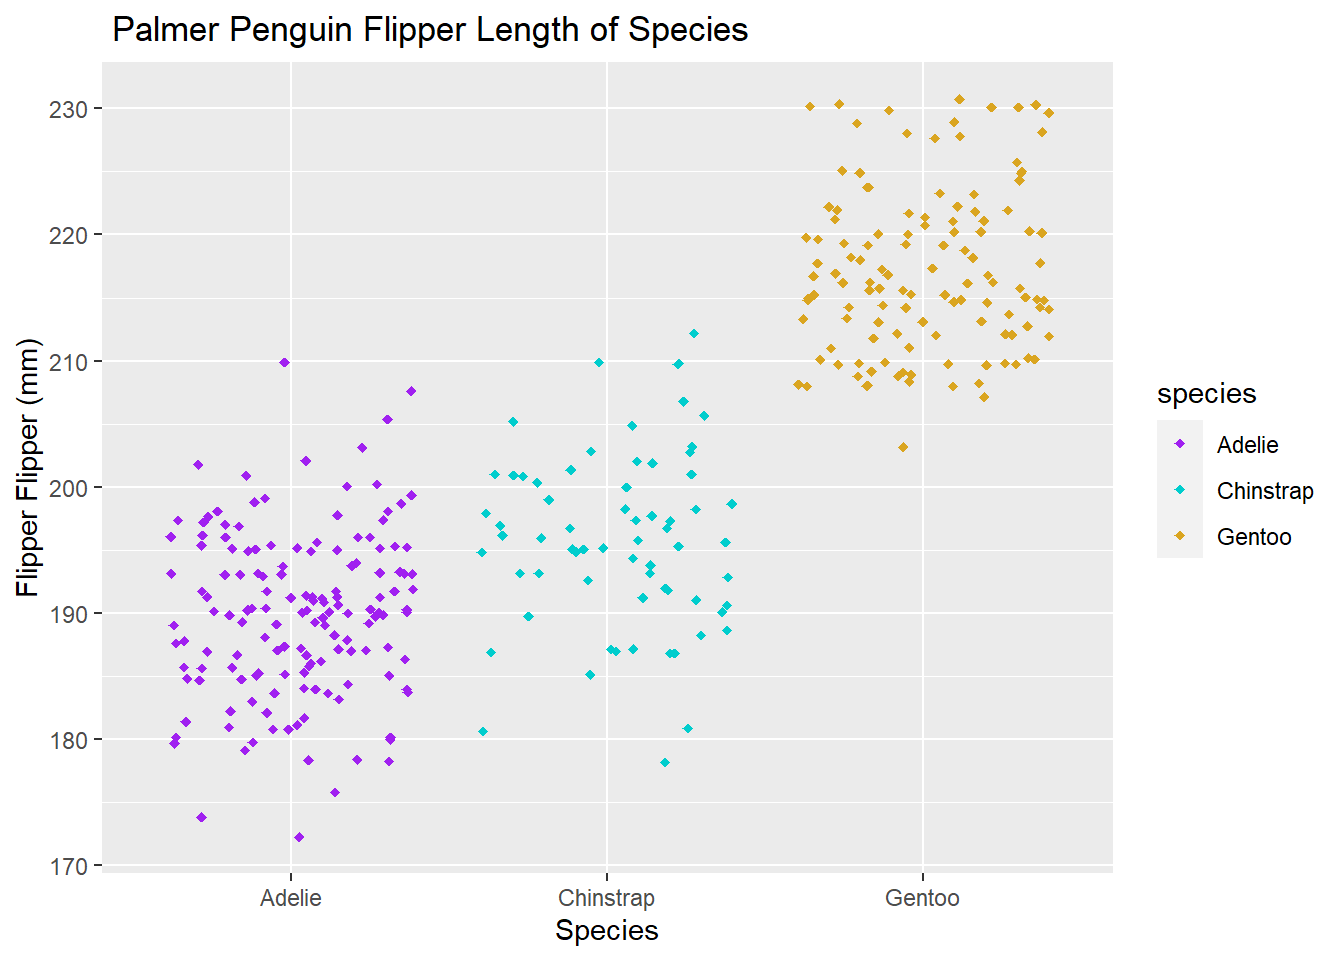 Palmer Penguin Flipper Length of Species
Flipper Flipper (mm)
230
220
210
200
190
180
170
Adelie
Chinstrap
Gentoo
Species
species
Adelie
Chinstrap
Gentoo